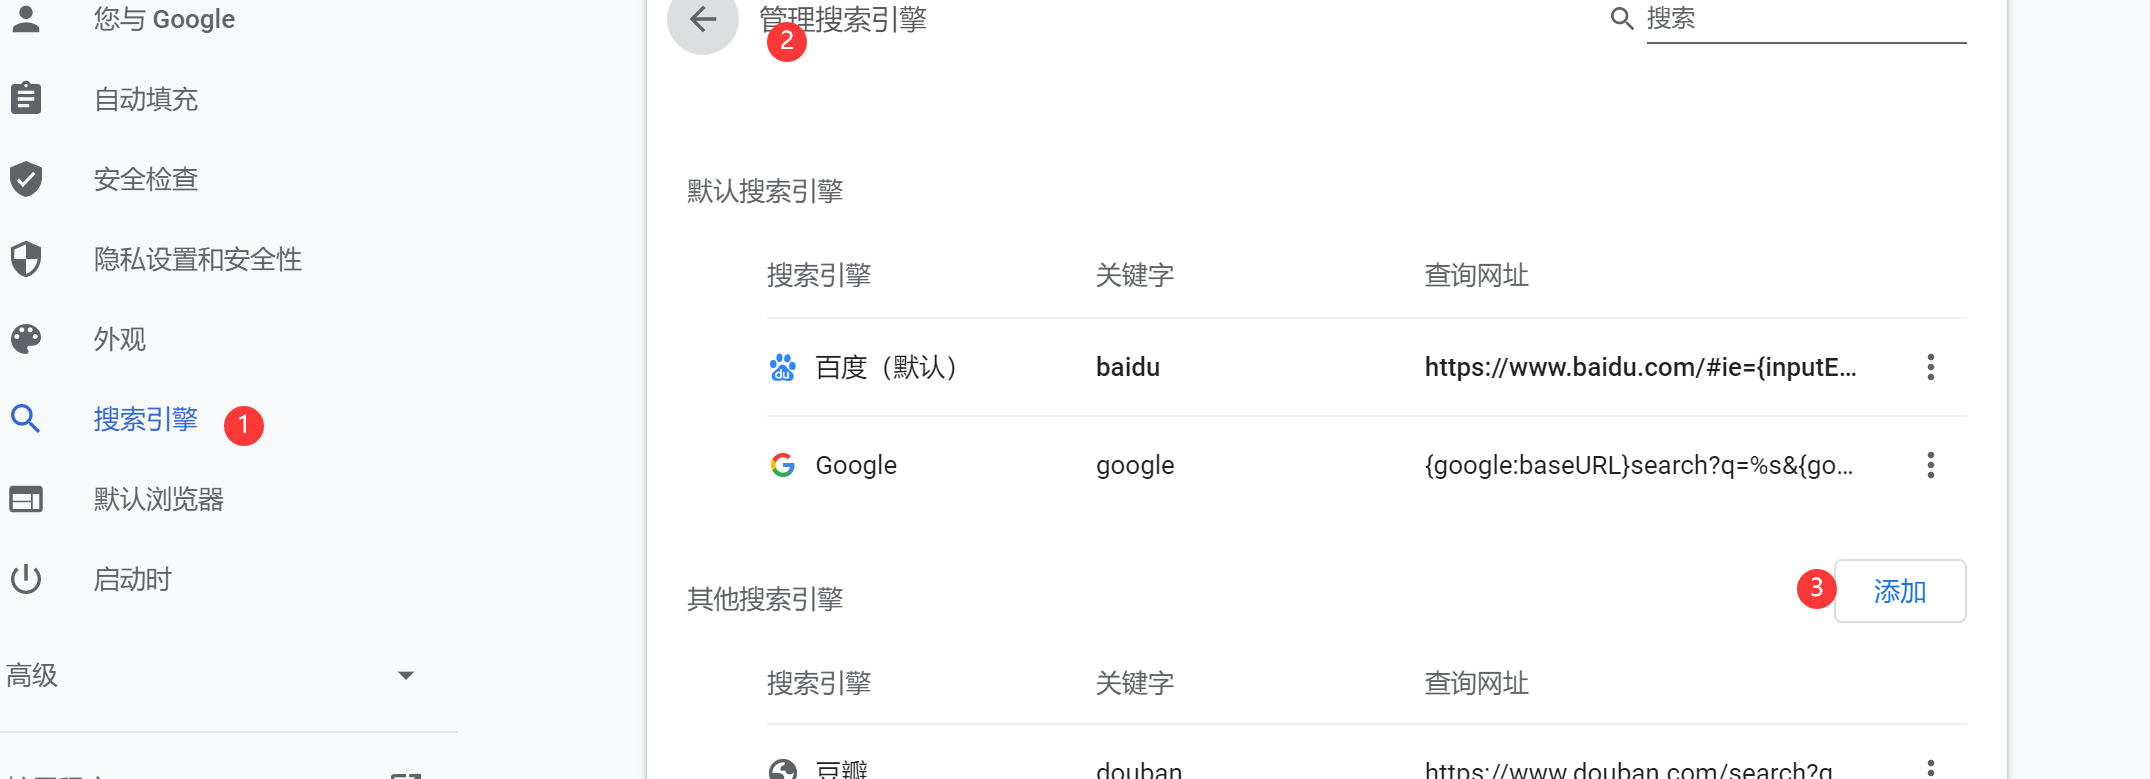 您与 Google
自动填充
安全检查
隐私设置和安全性
外观
搜索引擎
1
默认浏览器
启动时
高级
管理搜索引擎
2
搜索
默认搜索引擎
搜索引擎 关键字 查询网址
百度（默认） baidu https://www.baidu.com/#ie={inputE...
Google google {google:baseURL}search?q=%s&{go...
其他搜索引擎
3
添加
搜索引擎 关键字 查询网址
豆瓣 douban https://www.douban.com/search?q